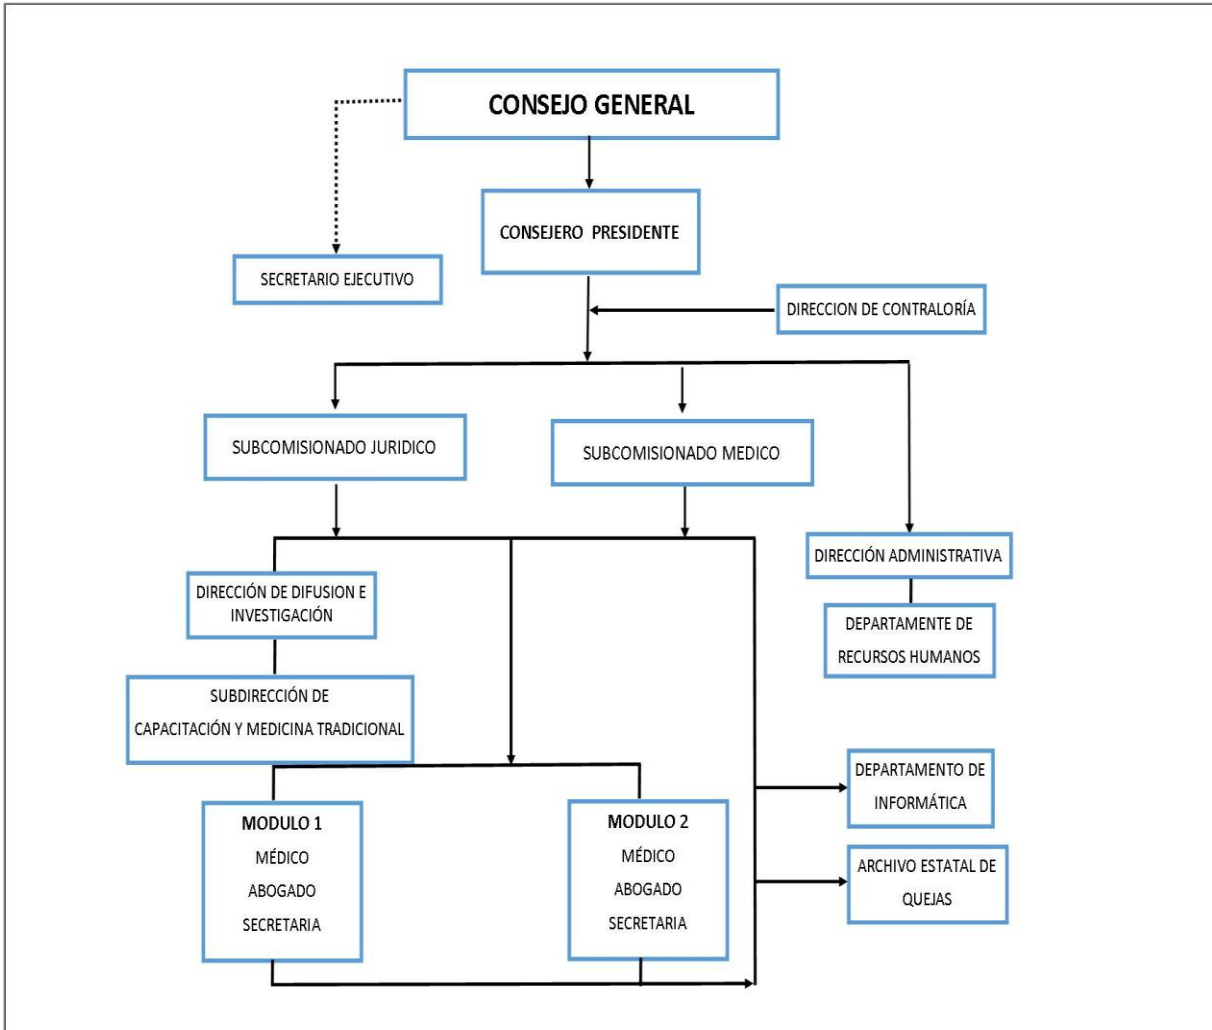 CONSEJO GENERAL
CONSEJERO PRESIDENTE
SECRETARIO EJECUTIVO
DIRECCION DE CONTRALORÍA
SUBCOMISIONADO JURIDICO
SUBCOMISIONADO MEDICO
DIRECCIÓN ADMINISTRATIVA
DEPARTAMENTE DE
RECURSOS HUMANOS
DIRECCIÓN DE DIFUSION E
INVESTIGACIÓN
SUBDIRECCIÓN DE
CAPACITACIÓN Y MEDICINA TRADICIONAL
MODULO 1
MÉDICO
ABOGADO
SECRETARIA
MODULO 2
MÉDICO
ABOGADO
SECRETARIA
DEPARTAMENTO DE
INFORMÁTICA
ARCHIVO ESTATAL DE
QUEJAS